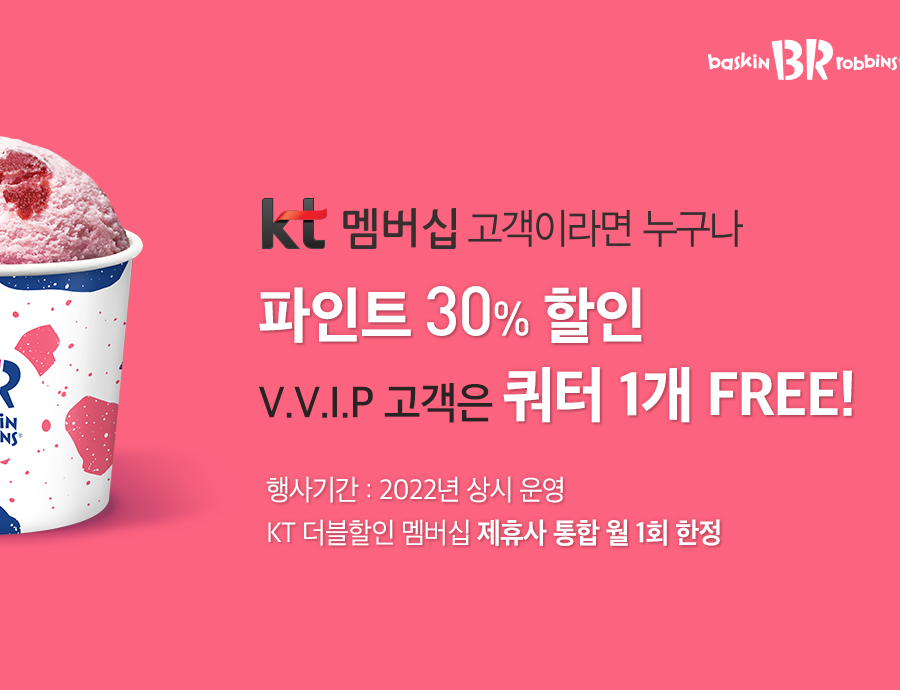 baskin BR robbins
kt 멤버십 고객이라면 누구나
파인트 30% 할인
V.V.I.P 고객은 쿼터 1개 FREE!
행사기간 : 2022년 상시 운영
KT 더블할인 멤버십 제휴사 통합 월 1회 한정